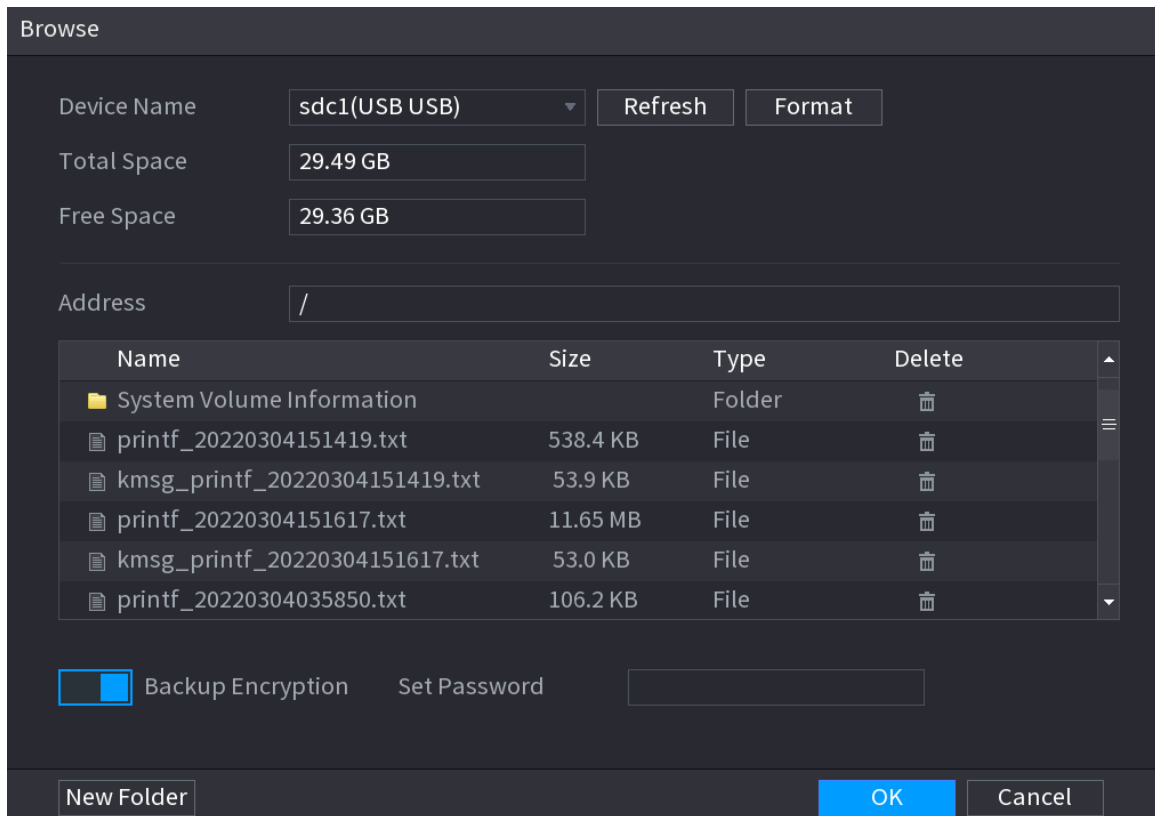 Browse
Device Name sdc1(USB USB) Refresh Format
Total Space 29.49 GB
Free Space 29.36 GB
Address /
Name Size Type Delete
System Volume Information Folder
printf_20220304151419.txt 538.4 KB File
kmsg_printf_20220304151419.txt 53.9 KB File
printf_20220304151617.txt 11.65 MB File
kmsg_printf_20220304151617.txt 53.0 KB File
printf_20220304035850.txt 106.2 KB File
Backup Encryption Set Password
New Folder OK Cancel